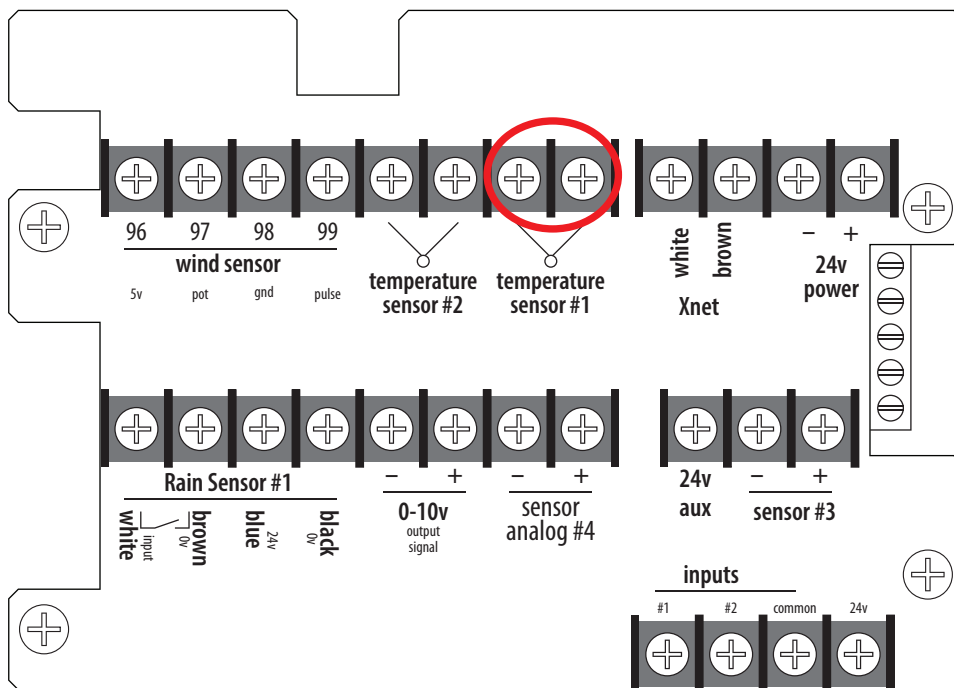 96 97 98 99
wind sensor
5v pot gnd pulse
temperature
sensor #2
temperature
sensor #1
white brown
Xnet
− +
24v
power
Rain Sensor #1
white input 0v brown blue 24v black 0v
− +
0-10v
output
signal
− +
sensor
analog #4
24v
aux
− +
sensor #3
inputs
#1 #2 common 24v